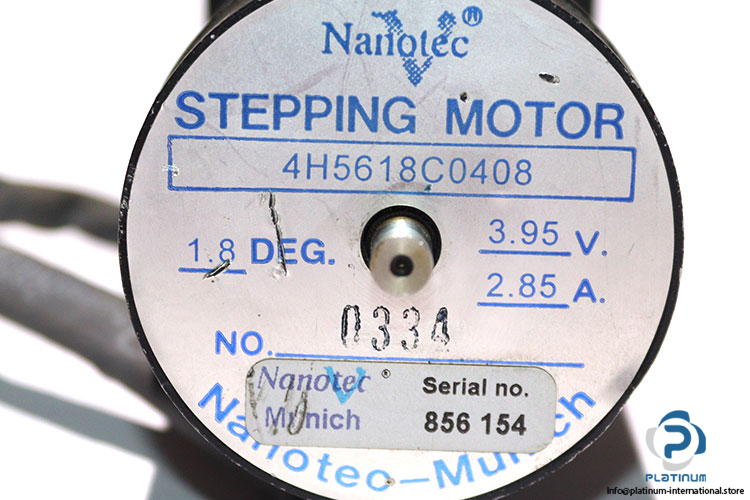 Nanotec ®
STEPPING MOTOR
4H5618C0408
1.8 DEG.
3.95 V.
2.85 A.
NO. 0334
Nanotec ®
Munich
Serial no.
856 154
Nanotec-Munich
PLATINUM
info@platinum-international.store